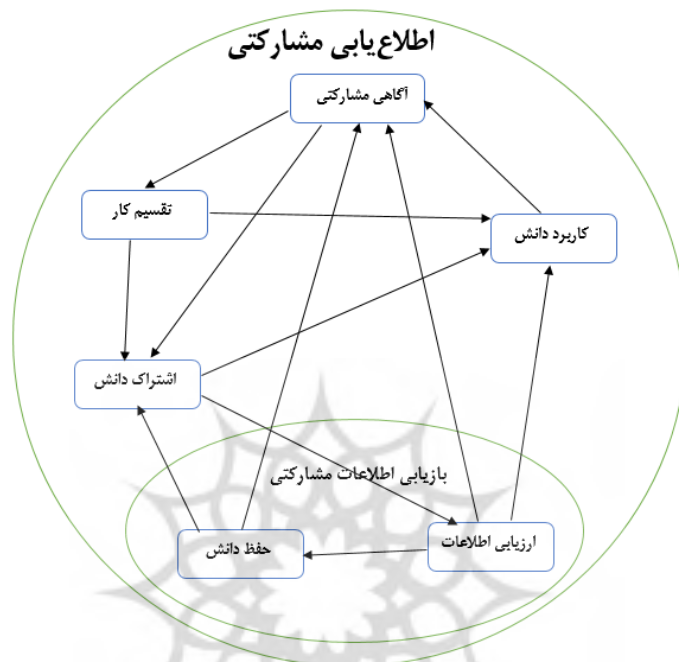 اطلاع‌یابی مشارکتی
آگاهی مشارکتی
تقسیم کار
کاربرد دانش
اشتراک دانش
بازیابی اطلاعات مشارکتی
ارزیابی اطلاعات
حفظ دانش